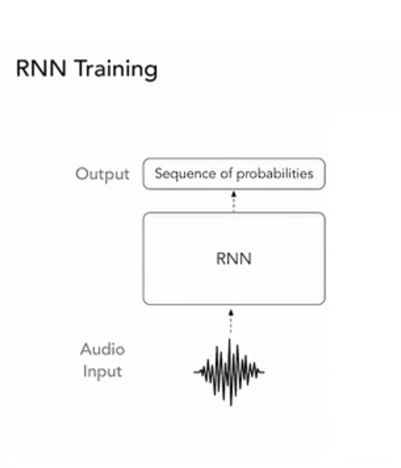 RNN Training
Output
Sequence of probabilities
RNN
Audio
Input